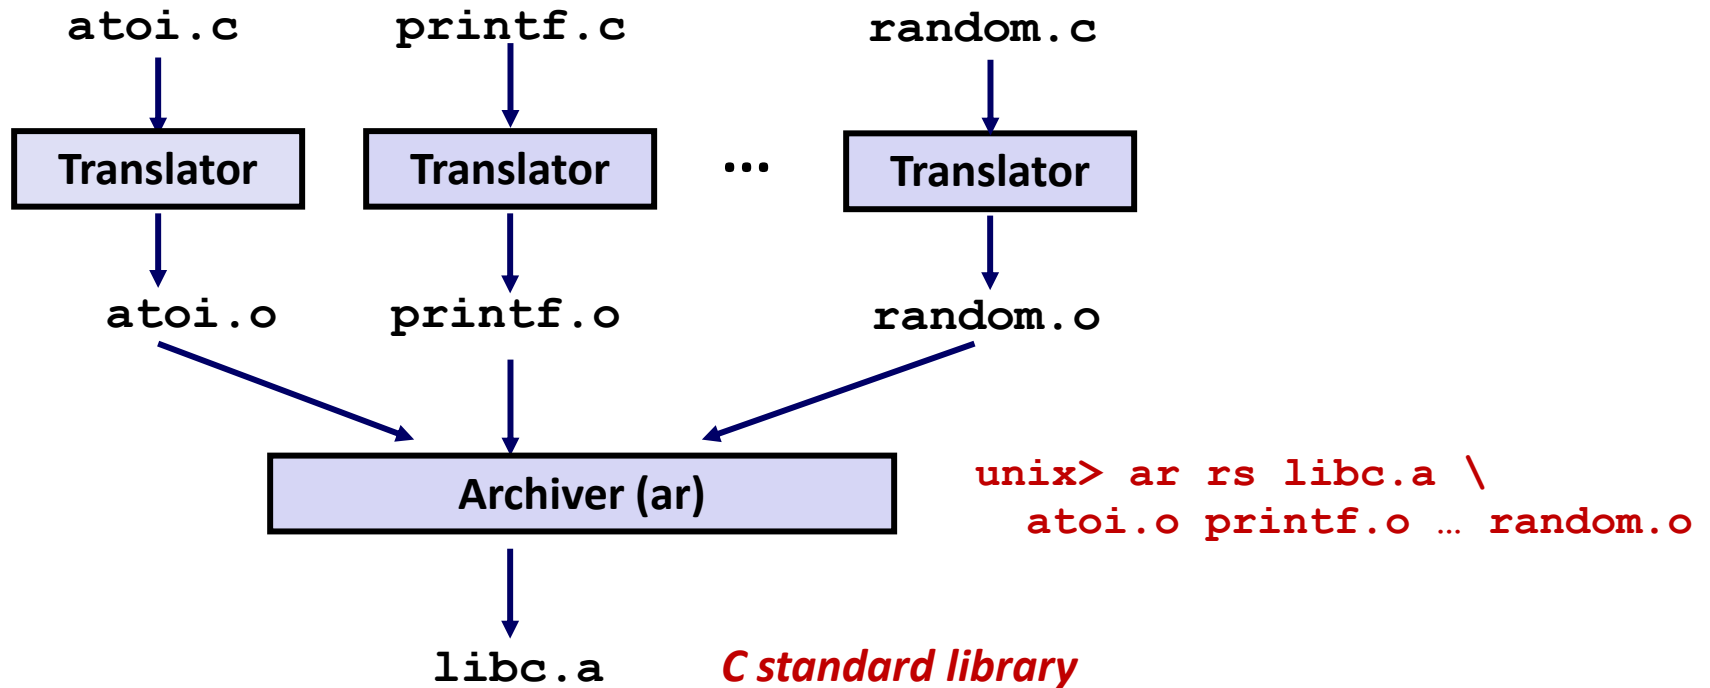 atoi.c printf.c random.c
Translator Translator ... Translator
atoi.o printf.o random.o
Archiver (ar)
unix> ar rs libc.a \
atoi.o printf.o … random.o
libc.a C standard library